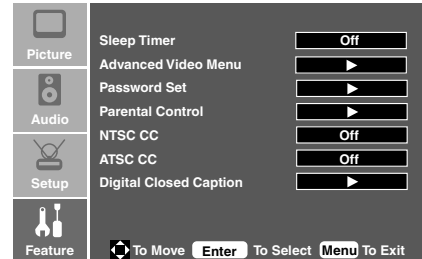 Picture
Audio
Setup
Feature
Sleep Timer Off
Advanced Video Menu
Password Set
Parental Control
NTSC CC Off
ATSC CC Off
Digital Closed Caption
To Move Enter To Select Menu To Exit